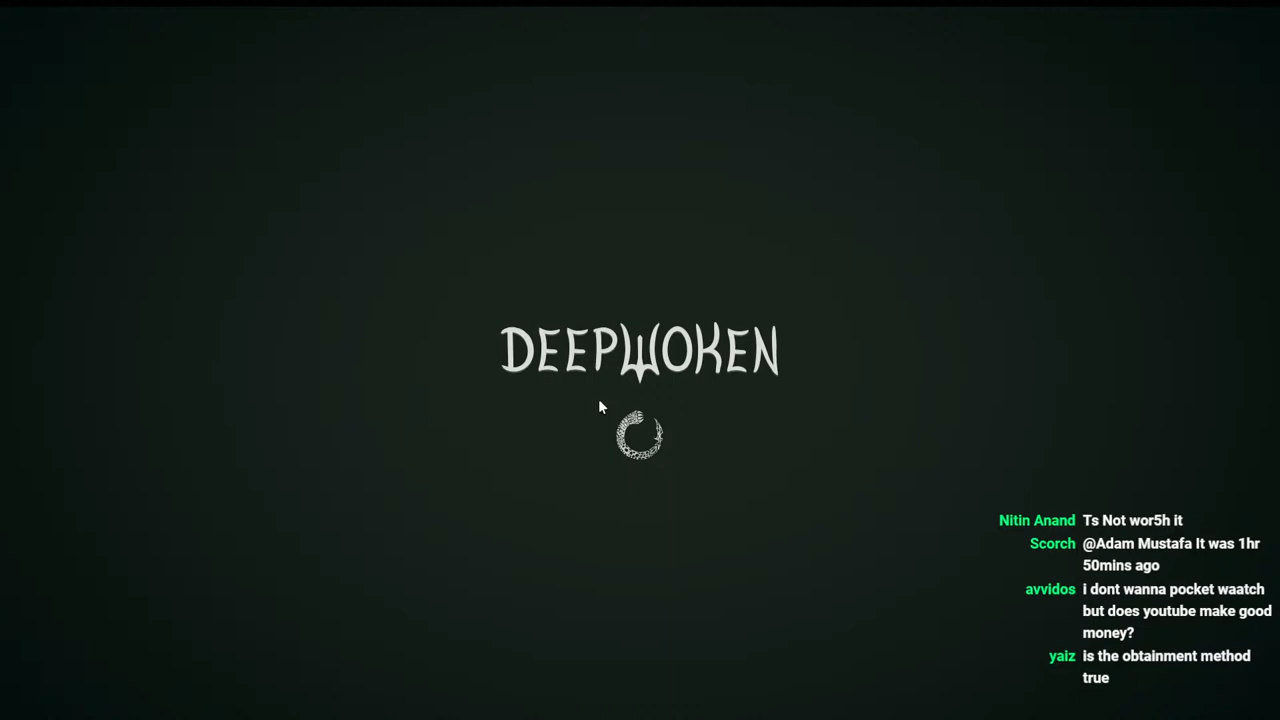 DEEPWOKEN
Nitin Anand Ts Not wor5h it
Scorch @Adam Mustafa It was 1hr
50mins ago
avvidos i dont wanna pocket waatch
but does youtube make good
money?
yaiz is the obtainment method
true